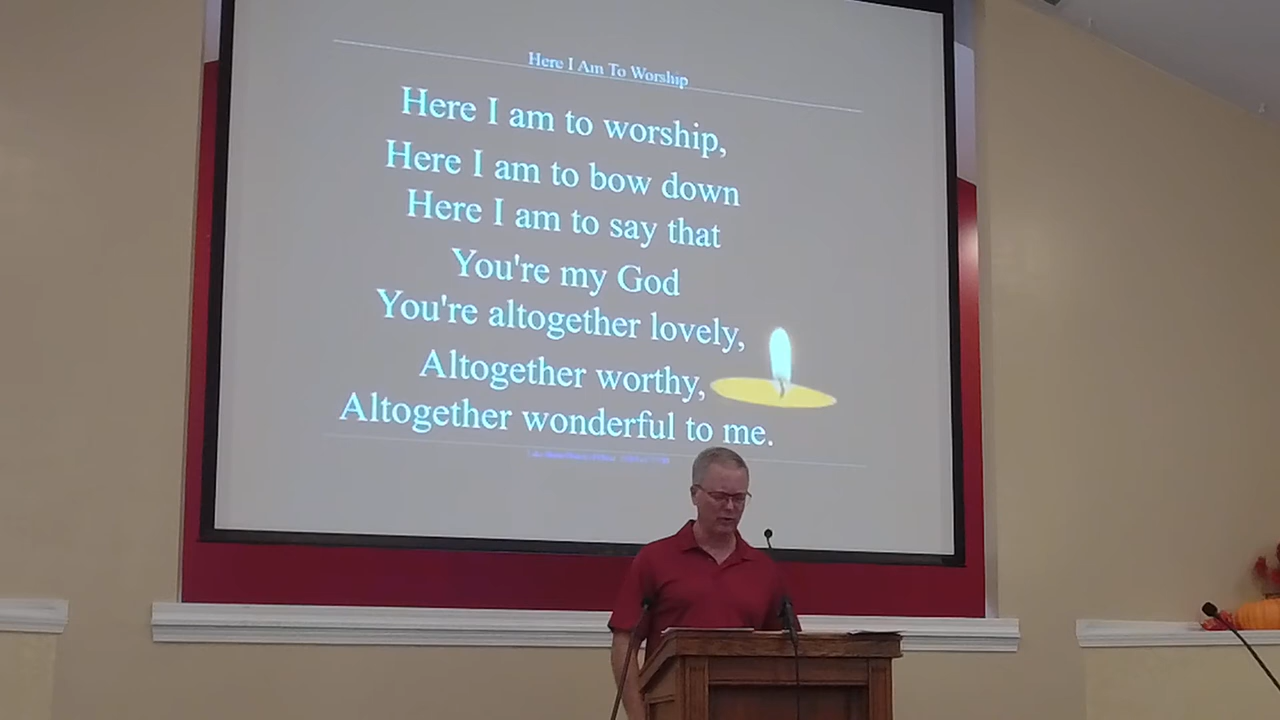 Here I Am To Worship
Here I am to worship,
Here I am to bow down
Here I am to say that
You're my God
You're altogether lovely,
Altogether worthy,
Altogether wonderful to me.